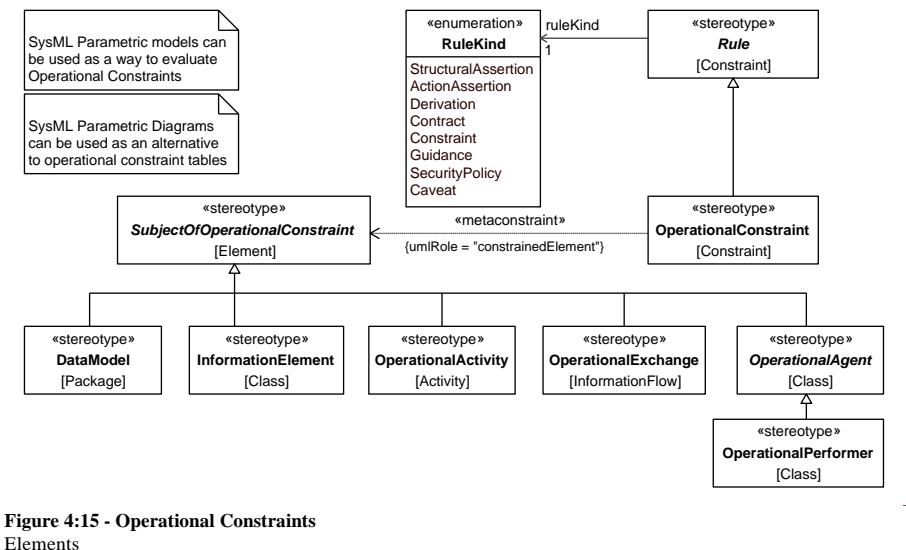 SysML Parametric models can
be used as a way to evaluate
Operational Constraints
SysML Parametric Diagrams
can be used as an alternative
to operational constraint tables
«enumeration»
RuleKind
StructuralAssertion
ActionAssertion
Derivation
Contract
Constraint
Guidance
SecurityPolicy
Caveat
ruleKind
1
«stereotype»
Rule
[Constraint]
«stereotype»
SubjectOfOperationalConstraint
[Element]
«metaconstraint»
{umlRole = "constrainedElement"}
«stereotype»
OperationalConstraint
[Constraint]
«stereotype»
DataModel
[Package]
«stereotype»
InformationElement
[Class]
«stereotype»
OperationalActivity
[Activity]
«stereotype»
OperationalExchange
[InformationFlow]
«stereotype»
OperationalAgent
[Class]
«stereotype»
OperationalPerformer
[Class]
Figure 4:15 - Operational Constraints
Elements